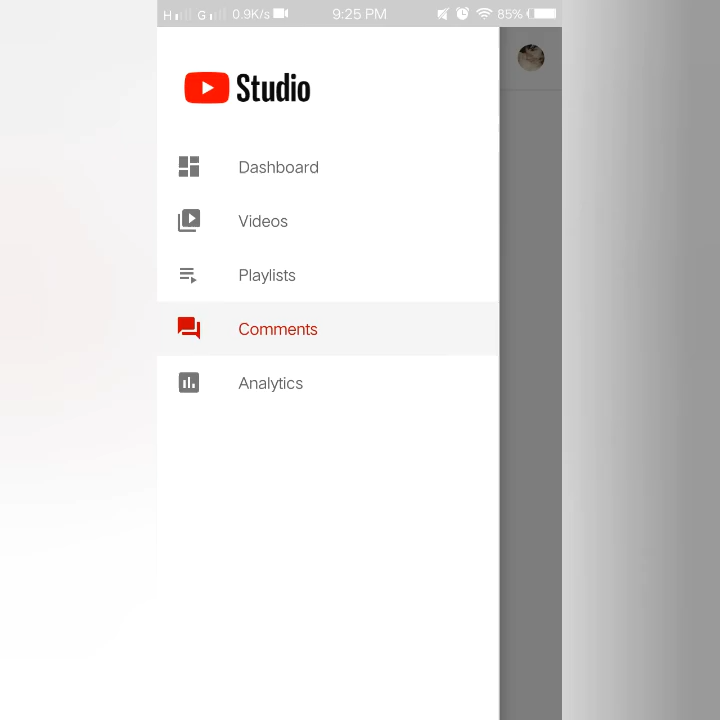 H G 0.9K/s 9:25 PM 85%
Studio
Dashboard
Videos
Playlists
Comments
Analytics